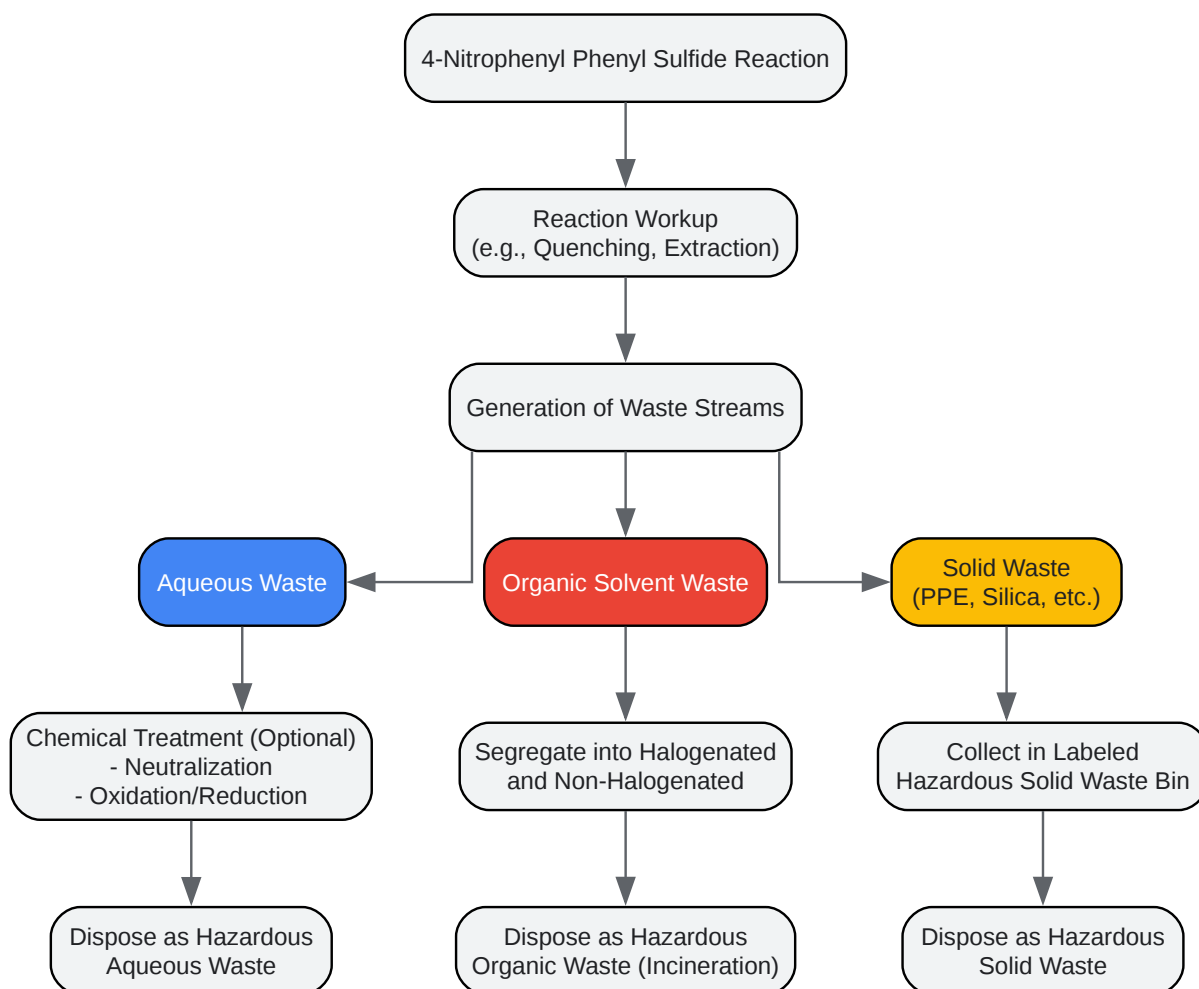 4-Nitrophenyl Phenyl Sulfide Reaction
Reaction Workup
(e.g., Quenching, Extraction)
Generation of Waste Streams
Aqueous Waste
Organic Solvent Waste
Solid Waste
(PPE, Silica, etc.)
Chemical Treatment (Optional)
- Neutralization
- Oxidation/Reduction
Segregate into Halogenated
and Non-Halogenated
Collect in Labeled
Hazardous Solid Waste Bin
Dispose as Hazardous
Aqueous Waste
Dispose as Hazardous
Organic Waste (Incineration)
Dispose as Hazardous
Solid Waste